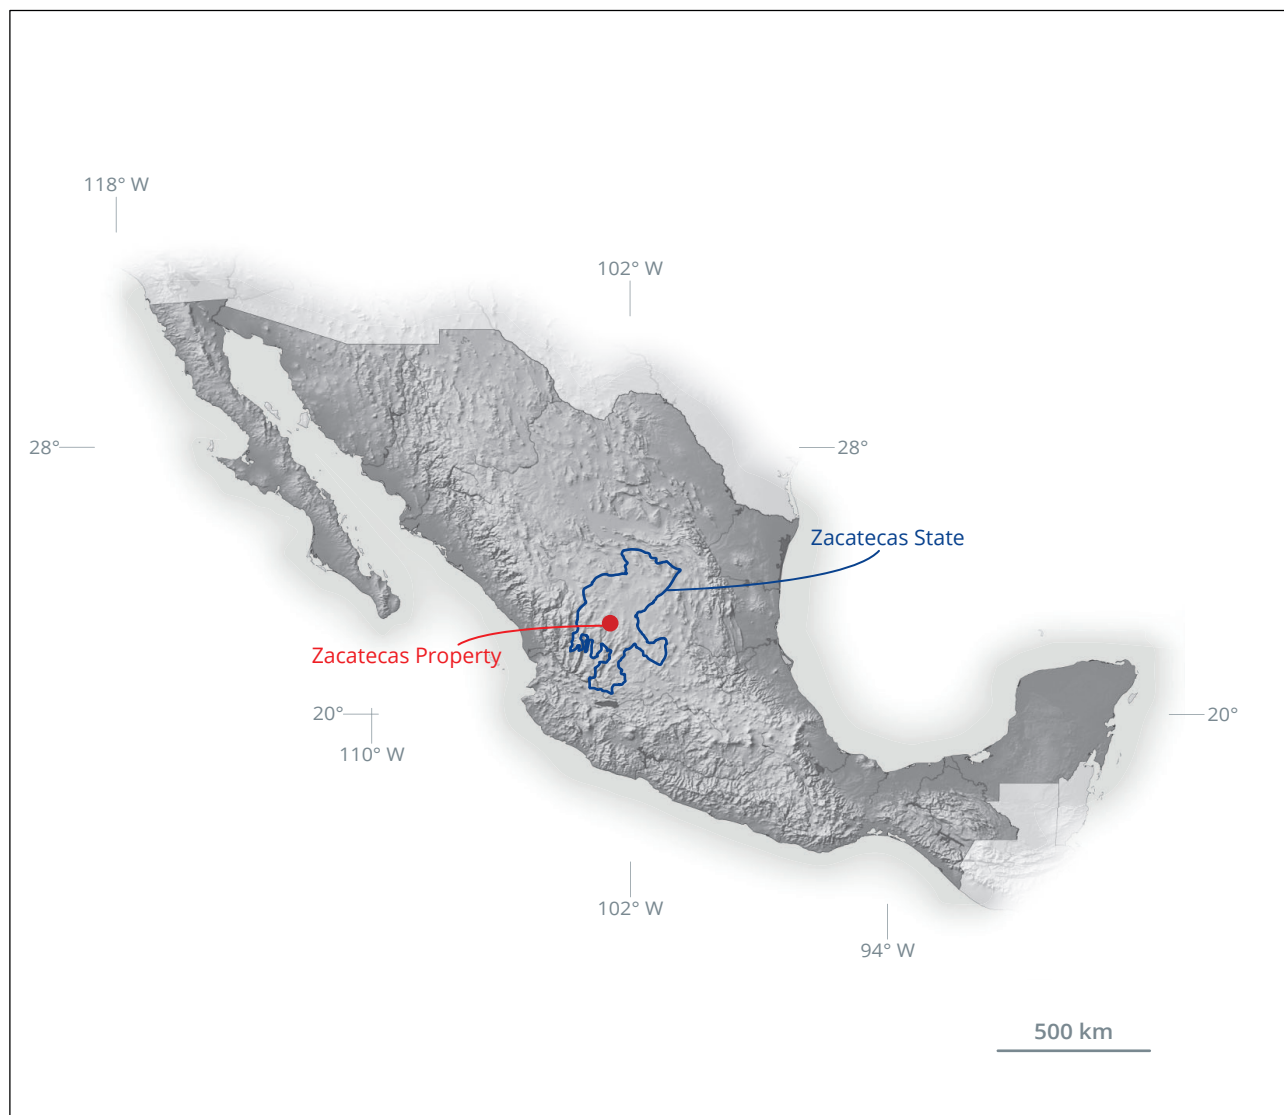 118° W
102° W
28°
28°
Zacatecas State
Zacatecas Property
20°
20°
110° W
102° W
94° W
500 km